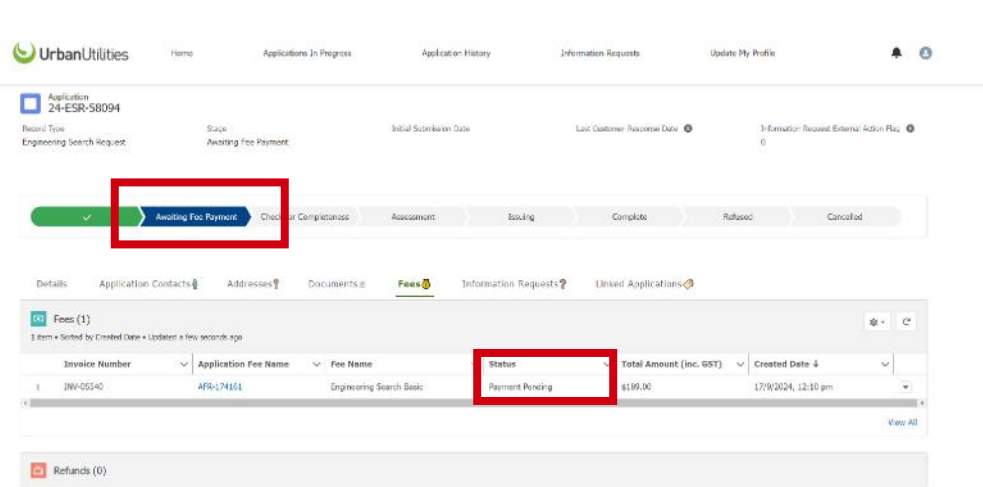 UrbanUtilities Home Applications In Progress Application History Information Requests Update My Profile
Application
24-ESR-58094
Record Type Stage Initial Submission Date Last Customer Response Date Information Request External Action Flag
Engineering Search Request Awaiting Fee Payment 0
Awaiting Fee Payment Check for Completeness Assessment Issuing Complete Refused Cancelled
Details Application Contacts Addresses Documents Fees Information Requests Linked Applications
Fees (1)
1 item • Sorted by Created Date • Updated a few seconds ago
Invoice Number Application Fee Name Fee Name Status Total Amount (inc. GST) Created Date ↓
1 INV-05540 AFR-174161 Engineering Search Basic Payment Pending $189.00 17/9/2024, 12:10 pm
View All
Refunds (0)